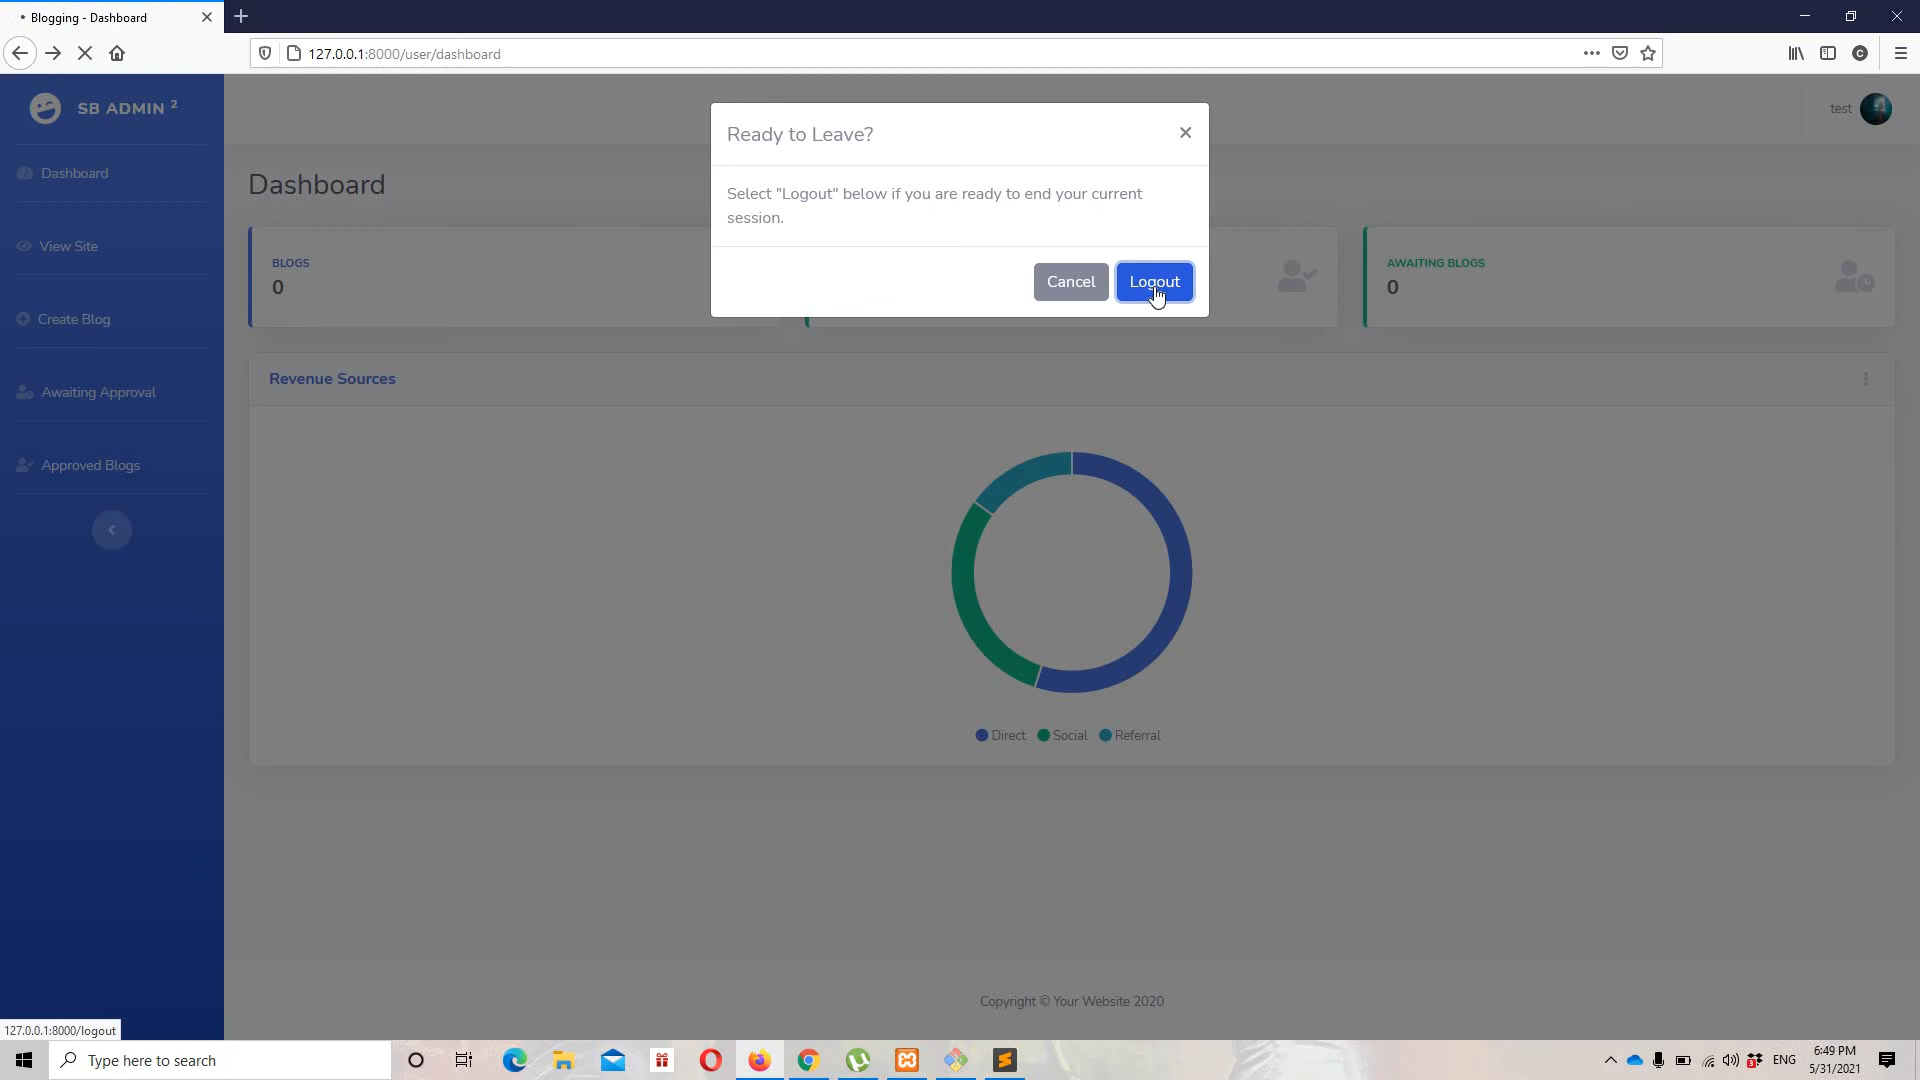 Blogging - Dashboard
127.0.0.1:8000/user/dashboard
SB ADMIN 2
test
Dashboard
View Site
Create Blog
Awaiting Approval
Approved Blogs
Dashboard
BLOGS
0
AWAITING BLOGS
0
Ready to Leave?
Select "Logout" below if you are ready to end your current
session.
Cancel
Logout
Revenue Sources
Direct Social Referral
Copyright © Your Website 2020
127.0.0.1:8000/logout
Type here to search
ENG
6:49 PM
5/31/2021